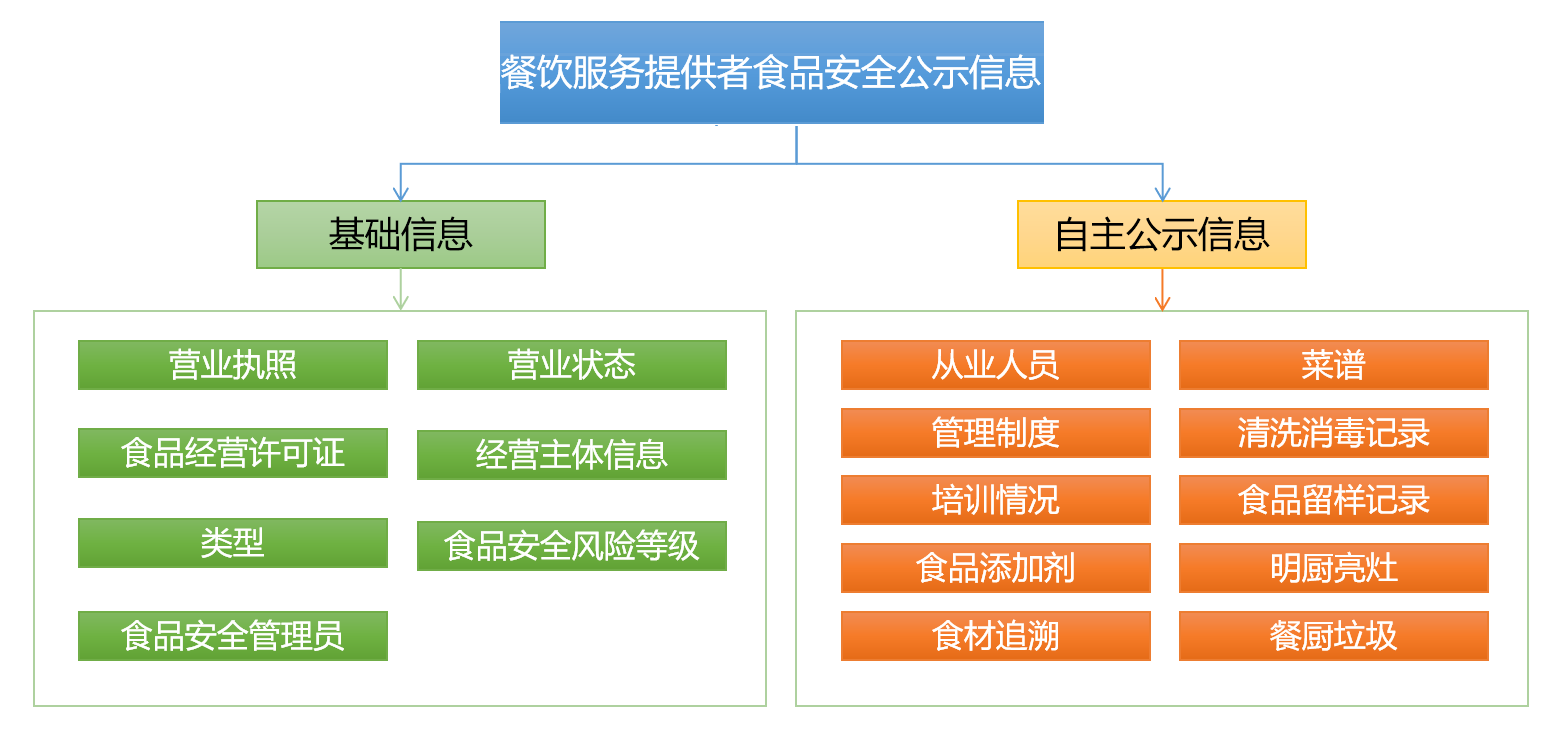 餐饮服务提供者食品安全公示信息
基础信息
自主公示信息
营业执照
营业状态
食品经营许可证
经营主体信息
类型
食品安全风险等级
食品安全管理员
从业人员
菜谱
管理制度
清洗消毒记录
培训情况
食品留样记录
食品添加剂
明厨亮灶
食材追溯
餐厨垃圾